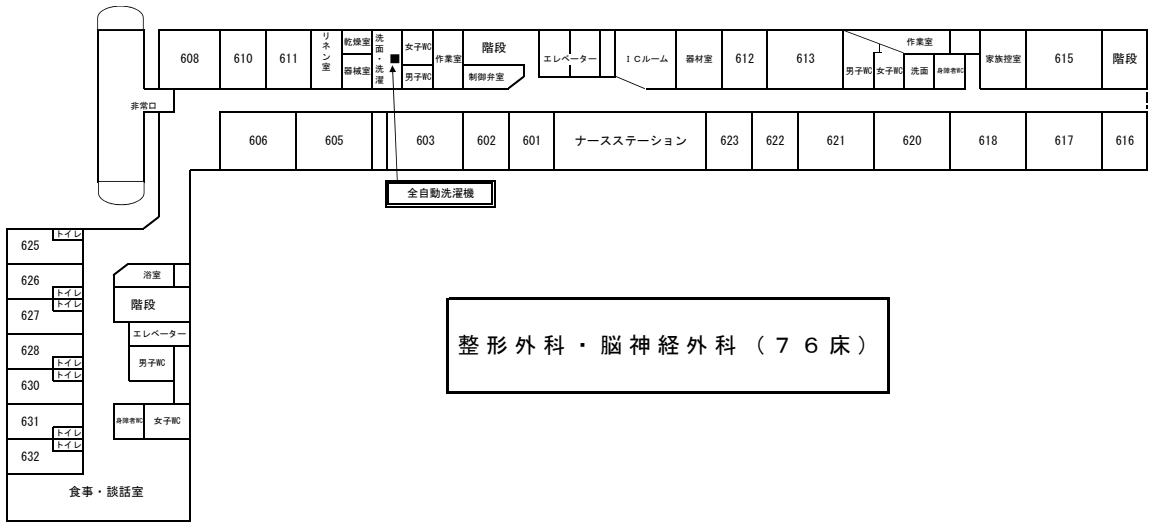 608
610
611
リネン室
乾燥室
器械室
洗面・洗濯
女子WC
男子WC
作業室
階段
制御弁室
エレベーター
ICルーム
器材室
612
613
作業室
男子WC
女子WC
洗面
身障者WC
家族控室
615
階段
非常口
606
605
603
602
601
ナースステーション
623
622
621
620
618
617
616
全自動洗濯機
625
トイレ
626
トイレ
トイレ
627
628
トイレ
トイレ
630
631
トイレ
トイレ
632
浴室
階段
エレベーター
男子WC
身障者WC
女子WC
食事・談話室
整形外科・脳神経外科(76床)